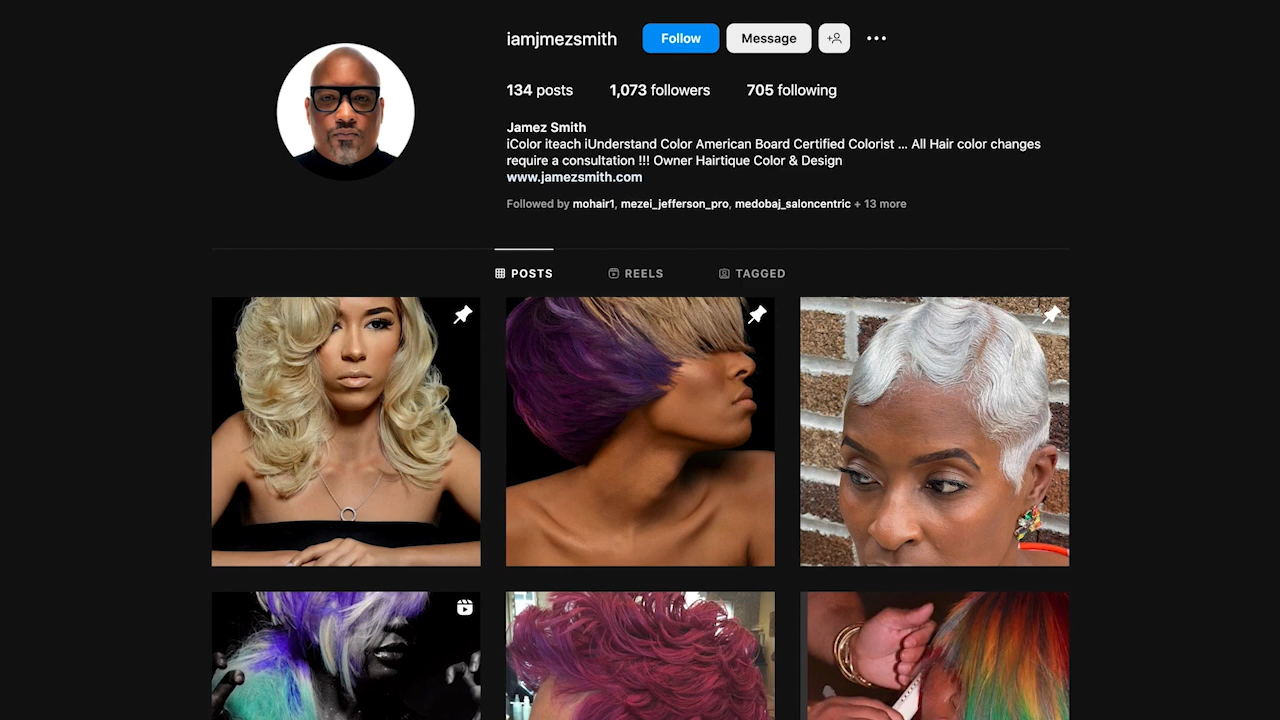 iamjmezsmith Follow Message
134 posts 1,073 followers 705 following
Jamez Smith
iColor iteach iUnderstand Color American Board Certified Colorist ... All Hair color changes
require a consultation !!! Owner Hairtique Color & Design
www.jamezsmith.com
Followed by mohair1, mezei_jefferson_pro, medobaj_saloncentric + 13 more
POSTS REELS TAGGED